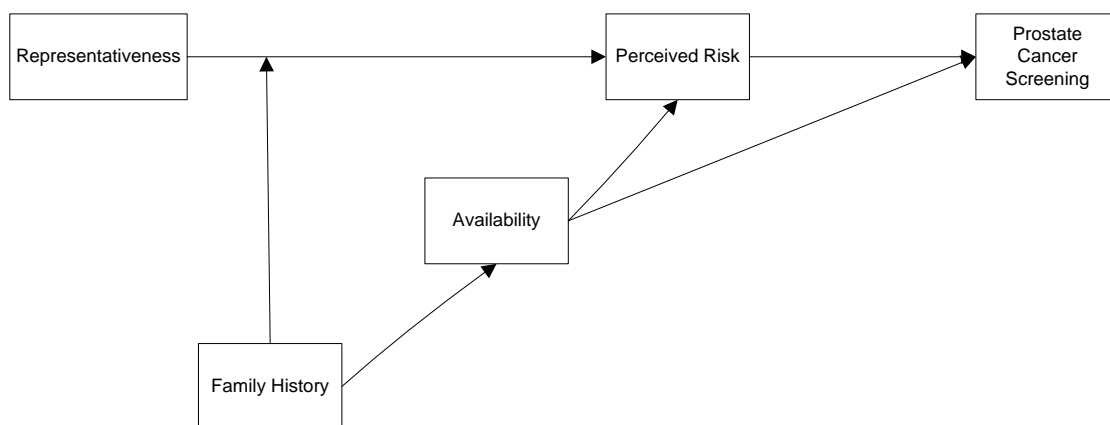 Representativeness
Perceived Risk
Prostate
Cancer
Screening
Availability
Family History